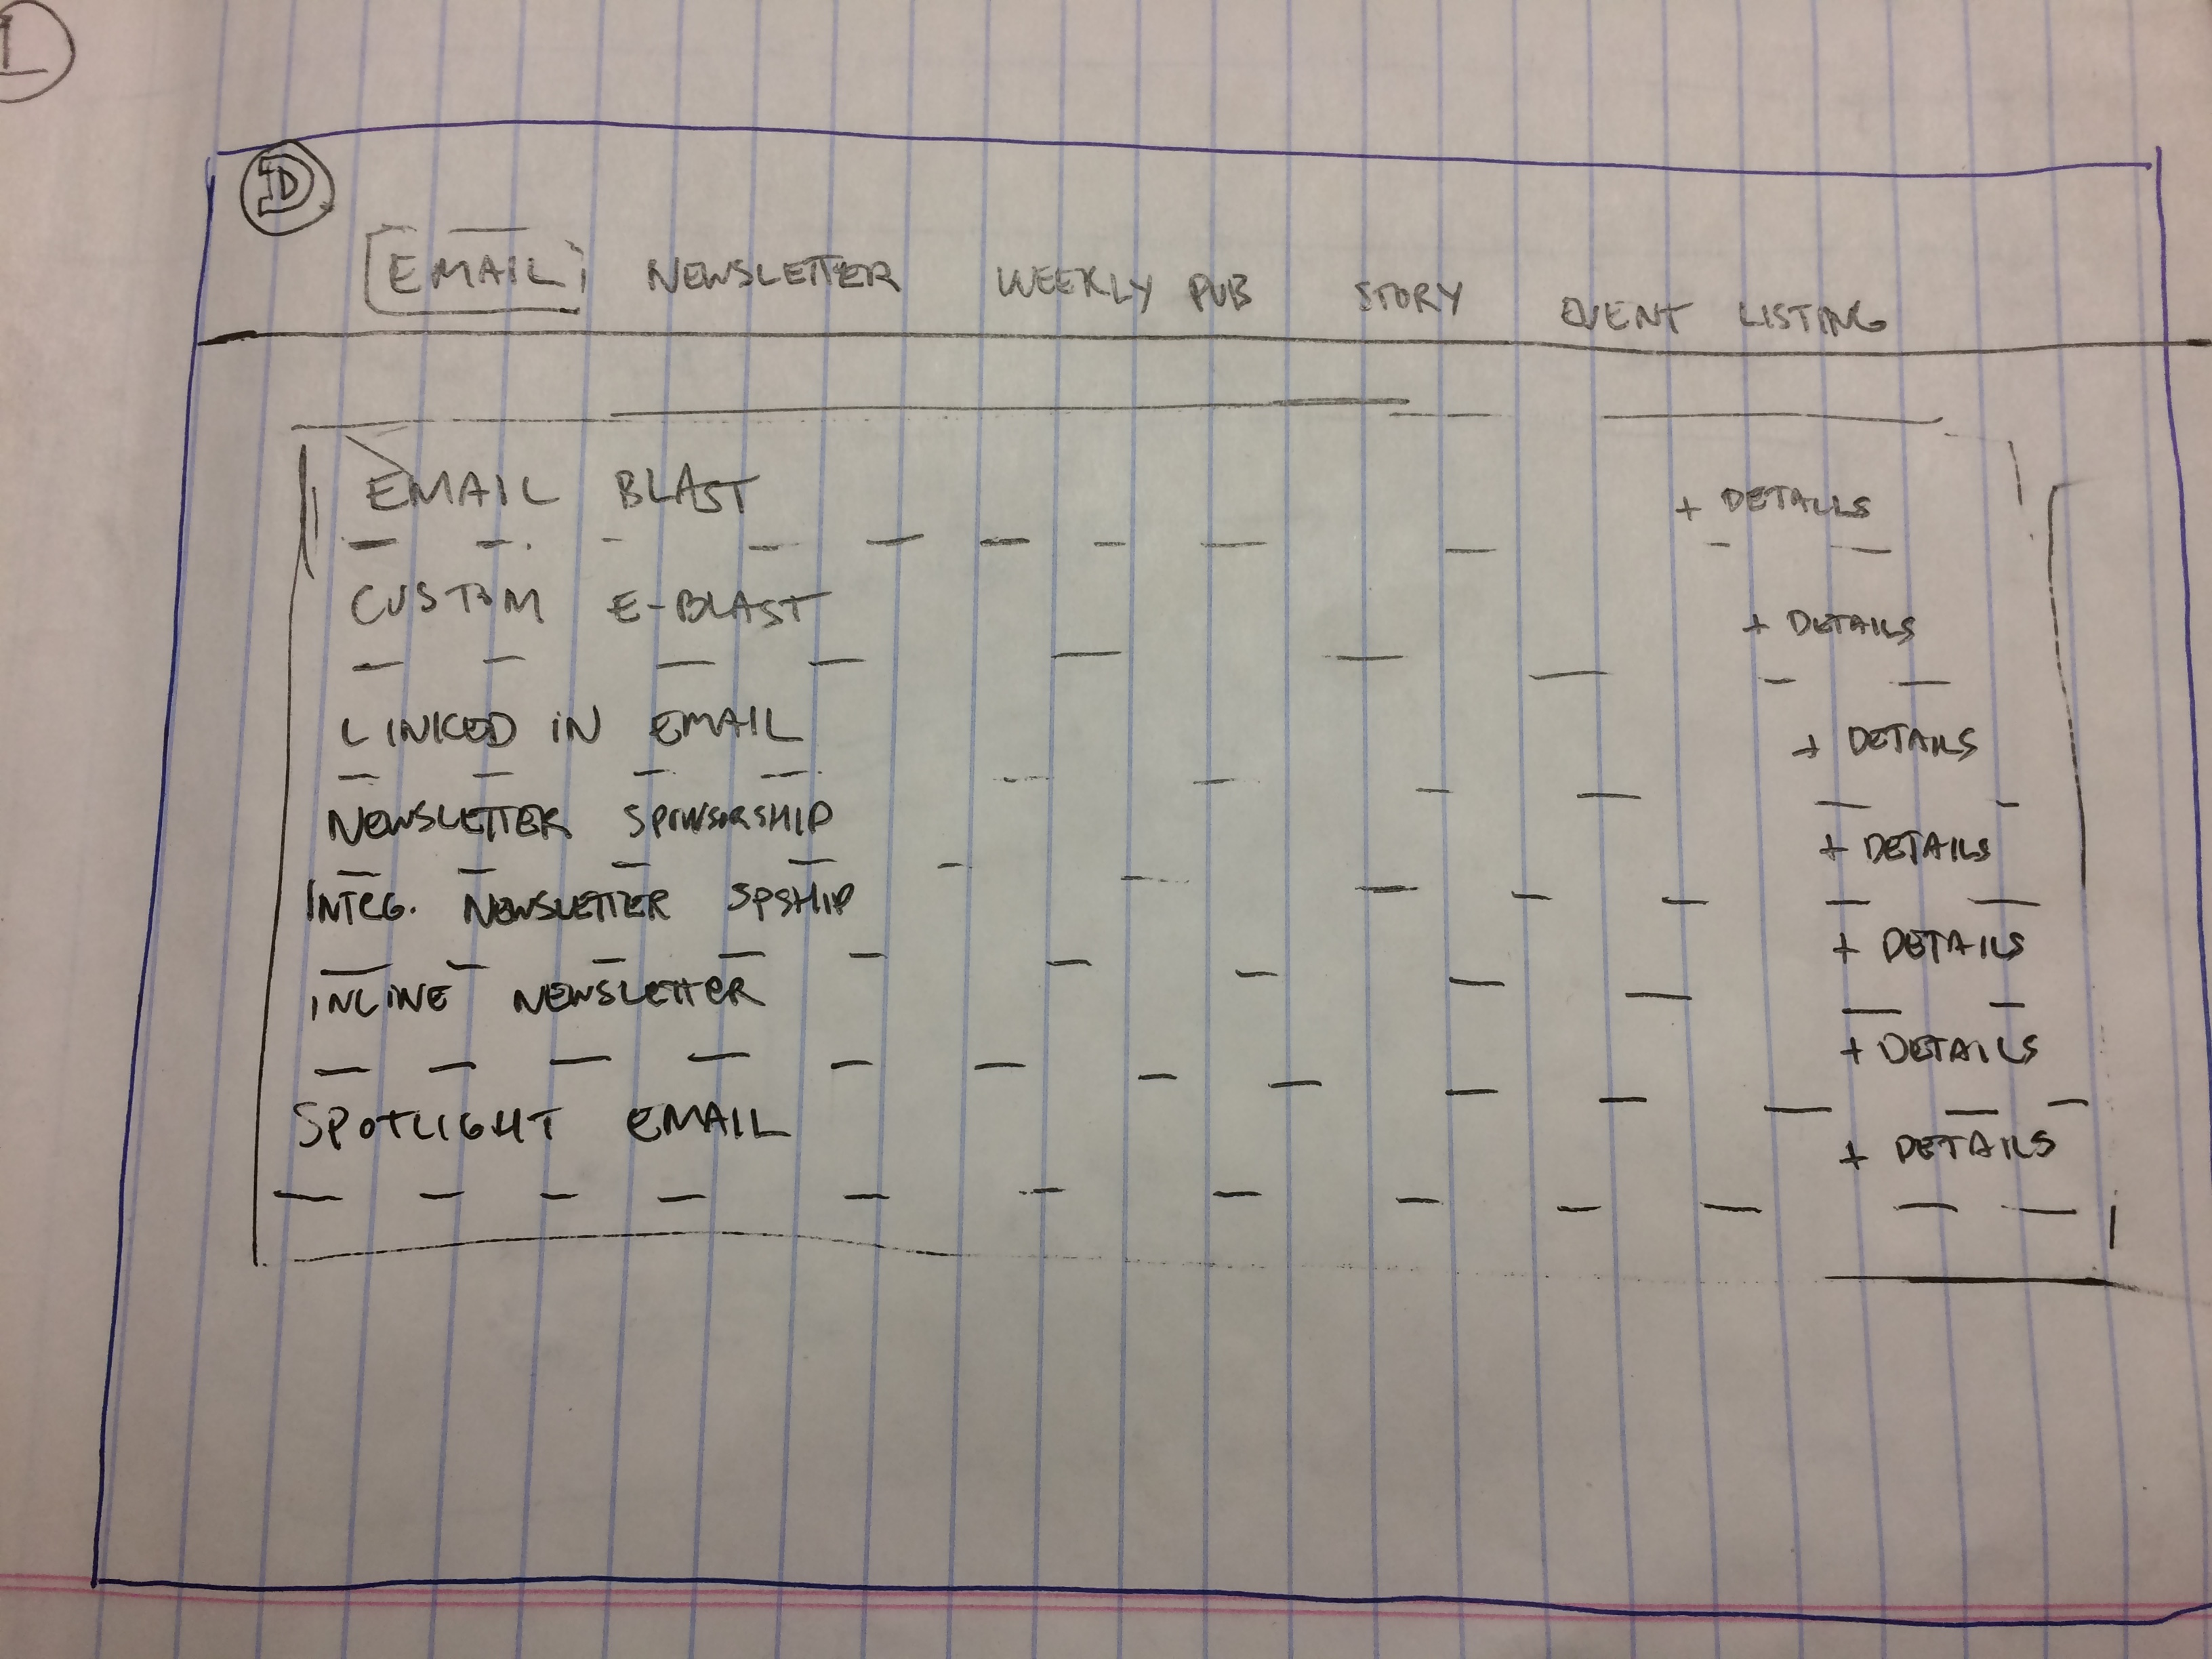 1
D
EMAIL NEWSLETTER WEEKLY PUB STORY EVENT LISTING
EMAIL BLAST + DETAILS
CUSTOM E-BLAST + DETAILS
LINKED IN EMAIL + DETAILS
NEWSLETTER SPONSORSHIP + DETAILS
INTEG. NEWSLETTER SPSHIP + DETAILS
INLINE NEWSLETTER + DETAILS
SPOTLIGHT EMAIL + DETAILS